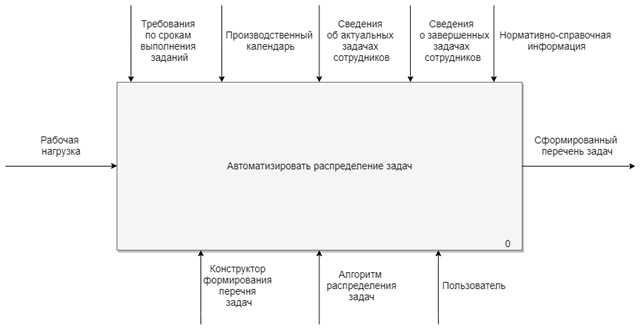 Требования
по срокам
выполнения
заданий
Производственный
календарь
Сведения
об актуальных
задачах
сотрудников
Сведения
о завершенных
задачах
сотрудников
Нормативно-справочная
информация
Рабочая
нагрузка
Автоматизировать распределение задач
Сформированный
перечень задач
0
Конструктор
формирования
перечня
задач
Алгоритм
распределения
задач
Пользователь